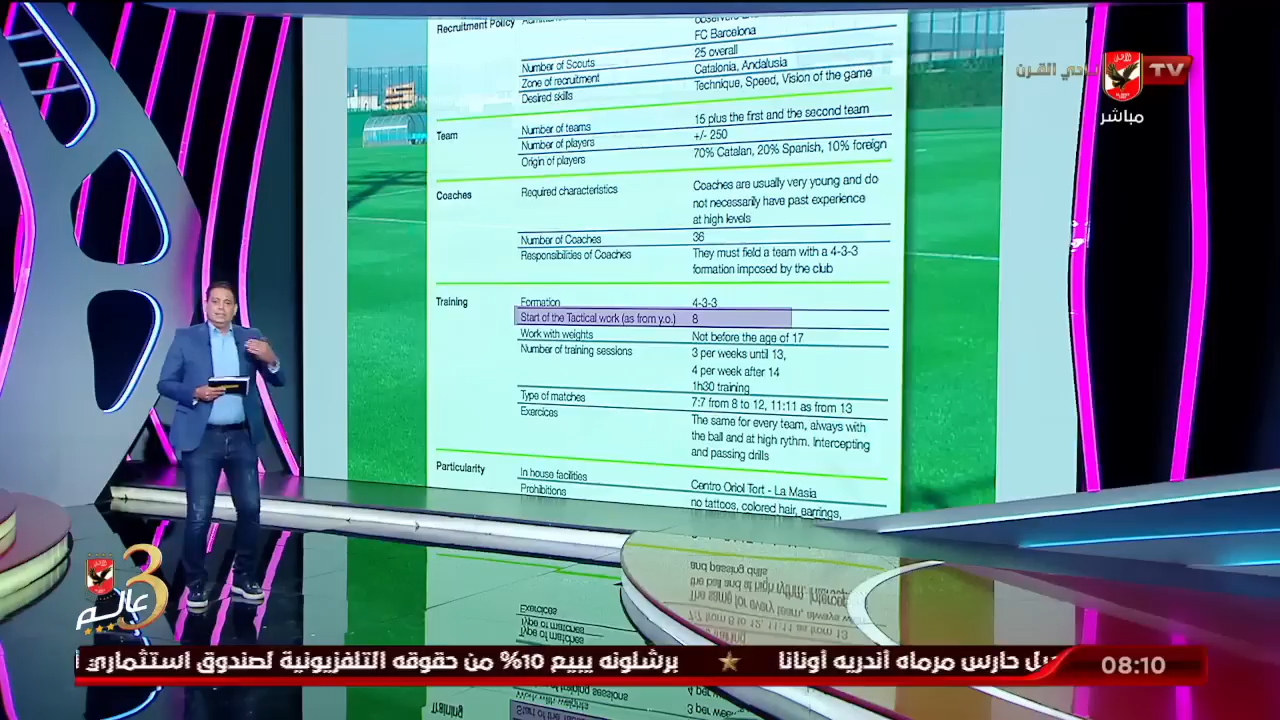 Recruitment Policy
FC Barcelona
Number of Scouts 25 overall
Zone of recruitment Catalonia, Andalusia
Desired skills Technique, Speed, Vision of the game
Team Number of teams 15 plus the first and the second team
Number of players +/- 250
Origin of players 70% Catalan, 20% Spanish, 10% foreign
Coaches Required characteristics Coaches are usually very young and do
not necessarily have past experience
at high levels
Number of Coaches 36
Responsibilities of Coaches They must field a team with a 4-3-3
formation imposed by the club
Training Formation 4-3-3
Start of the Tactical work (as from y.o.) 8
Work with weights Not before the age of 17
Number of training sessions 3 per weeks until 13,
4 per week after 14
1h30 training
Type of matches 7:7 from 8 to 12, 11:11 as from 13
Exercices The same for every team, always with
the ball and at high rythm. Intercepting
and passing drills
Particularity In house facilities Centro Oriol Tort - La Masia
Prohibitions no tattoos, colored hair, earrings,
نادي القرن
TV
مباشر
3
عالم
حارس مرماه أندريه أونانا ★ برشلونه يبيع 10% من حقوقه التلفزيونية لصندوق استثماري
08:10